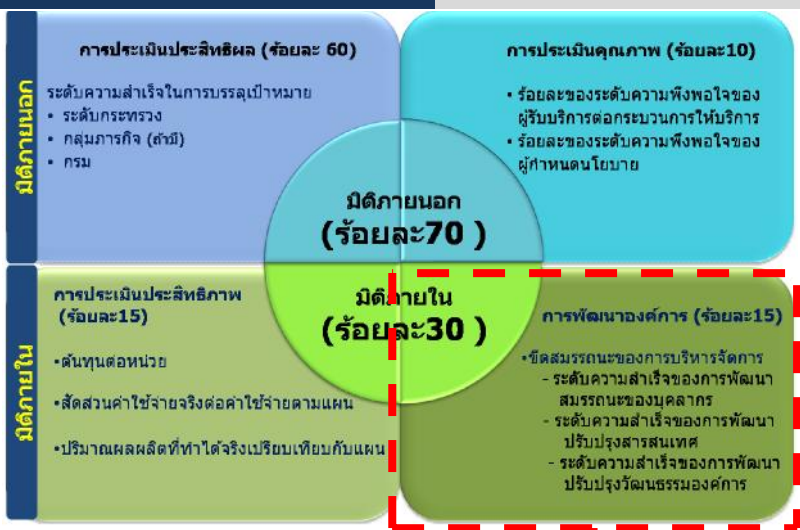 มิติภายนอก
การประเมินประสิทธิผล (ร้อยละ 60)
ระดับความสำเร็จในการบรรลุเป้าหมาย
• ระดับกระทรวง
• กลุ่มภารกิจ (ถ้ามี)
• กรม
การประเมินคุณภาพ (ร้อยละ10)
• ร้อยละของระดับความพึงพอใจของ
ผู้รับบริการต่อกระบวนการให้บริการ
• ร้อยละของระดับความพึงพอใจของ
ผู้กำหนดนโยบาย
มิติภายนอก
(ร้อยละ70 )
มิติภายใน
(ร้อยละ30 )
มิติภายใน
การประเมินประสิทธิภาพ
(ร้อยละ15)
•ต้นทุนต่อหน่วย
•สัดส่วนค่าใช้จ่ายจริงต่อค่าใช้จ่ายตามแผน
•ปริมาณผลผลิตที่ทำได้จริงเปรียบเทียบกับแผน
การพัฒนาองค์การ (ร้อยละ15)
•ขีดสมรรถนะของการบริหารจัดการ
- ระดับความสำเร็จของการพัฒนา
สมรรถนะของบุคลากร
- ระดับความสำเร็จของการพัฒนา
ปรับปรุงสารสนเทศ
- ระดับความสำเร็จของการพัฒนา
ปรับปรุงวัฒนธรรมองค์การ